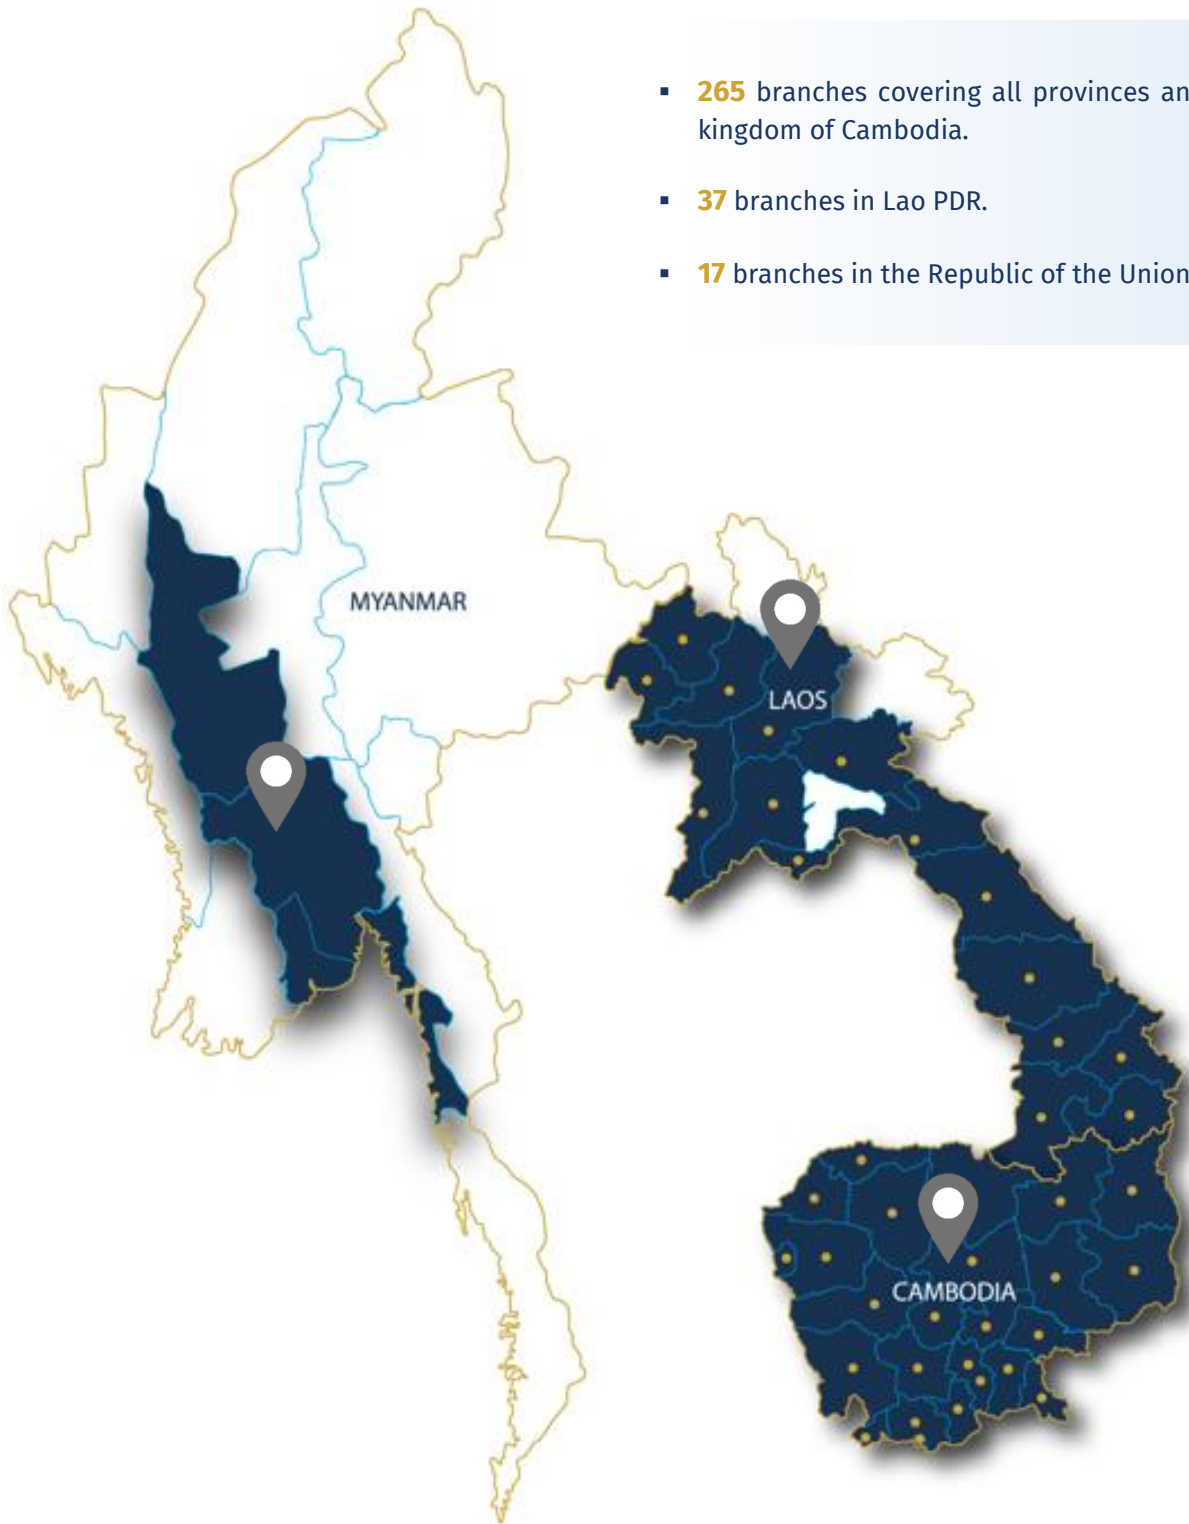 ▪ 265 branches covering all provinces an
kingdom of Cambodia.
▪ 37 branches in Lao PDR.
▪ 17 branches in the Republic of the Union
MYANMAR
LAOS
CAMBODIA